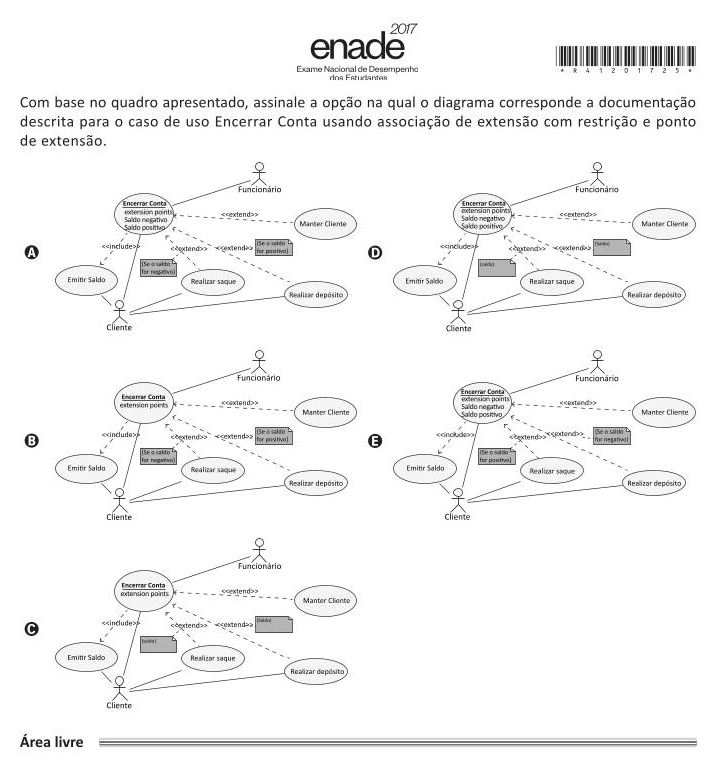 2017
enade
Exame Nacional de Desempenho
dos Estudantes
* R 4 1 2 0 1 7 2 5 *
Com base no quadro apresentado, assinale a opção na qual o diagrama corresponde a documentação
descrita para o caso de uso Encerrar Conta usando associação de extensão com restrição e ponto
de extensão.
A
Funcionário
Encerrar Conta
extension points
Saldo negativo
Saldo positivo
<<extend>>
Manter Cliente
<<include>>
<<extend>>
<<extend>>
{Se o saldo
for positivo}
{Se o saldo
for negativo}
Emitir Saldo
Realizar saque
Realizar depósito
Cliente
D
Funcionário
Encerrar Conta
extension points
Saldo negativo
Saldo positivo
<<extend>>
Manter Cliente
<<include>>
<<extend>>
<<extend>>
{saldo}
{saldo}
Emitir Saldo
Realizar saque
Realizar depósito
Cliente
B
Funcionário
Encerrar Conta
extension points
<<extend>>
Manter Cliente
<<include>>
<<extend>>
<<extend>>
{Se o saldo
for positivo}
{Se o saldo
for negativo}
Emitir Saldo
Realizar saque
Realizar depósito
Cliente
E
Funcionário
Encerrar Conta
extension points
Saldo negativo
Saldo positivo
<<extend>>
Manter Cliente
<<include>>
<<extend>>
<<extend>>
{Se o saldo
for negativo}
{Se o saldo
for positivo}
Emitir Saldo
Realizar saque
Realizar depósito
Cliente
C
Funcionário
Encerrar Conta
extension points
<<extend>>
Manter Cliente
<<include>>
<<extend>>
<<extend>>
{Saldo}
{saldo}
Emitir Saldo
Realizar saque
Realizar depósito
Cliente
Área livre